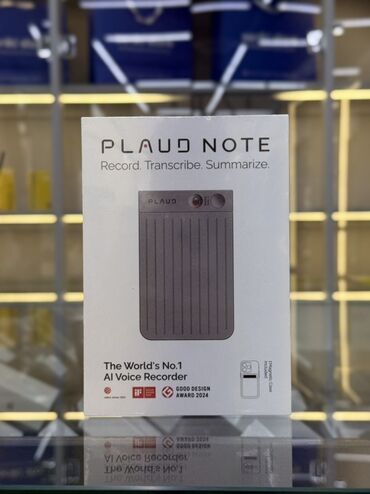 PLAUD NOTE
Record. Transcribe. Summarize.
PLAUD
The World's No.1
AI Voice Recorder
GOOD DESIGN
AWARD 2024